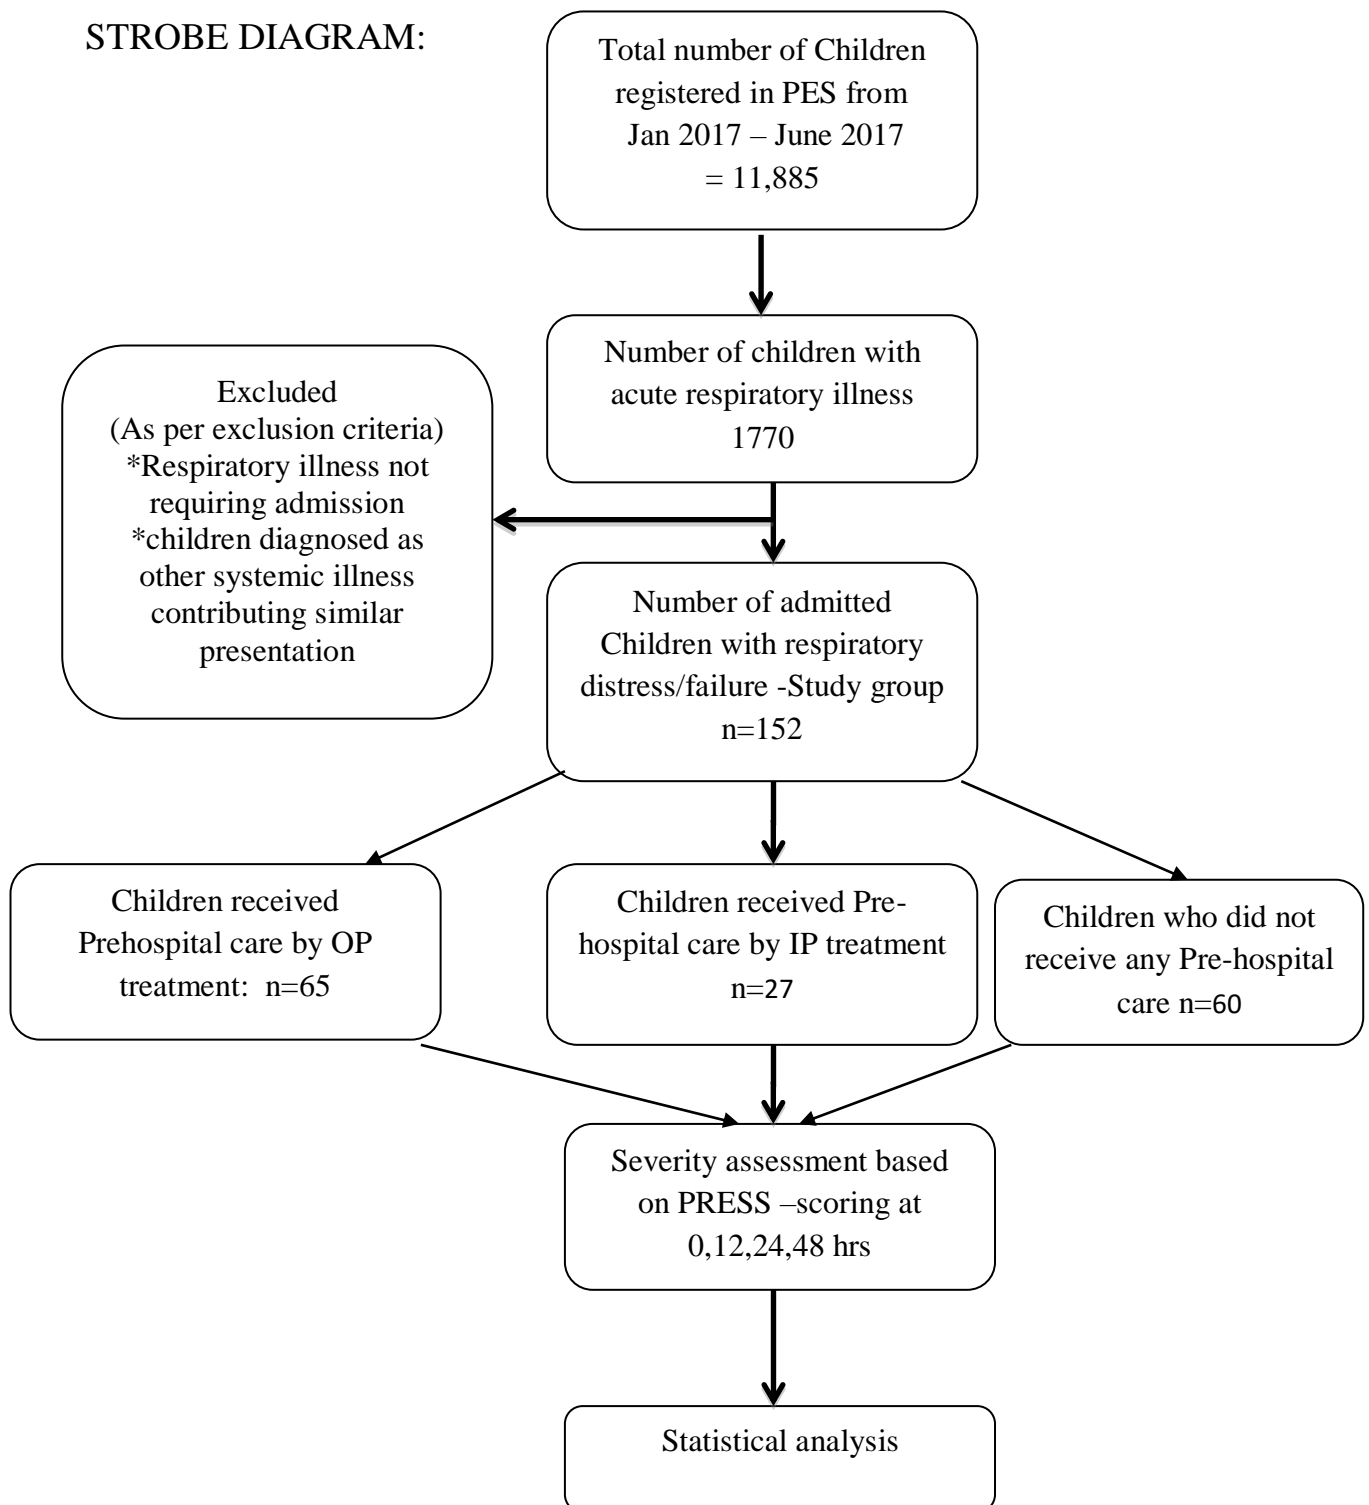 STROBE DIAGRAM:
Total number of Children
registered in PES from
Jan 2017 – June 2017
= 11,885
Number of children with
acute respiratory illness
1770
Excluded
(As per exclusion criteria)
*Respiratory illness not
requiring admission
*children diagnosed as
other systemic illness
contributing similar
presentation
Number of admitted
Children with respiratory
distress/failure -Study group
n=152
Children received
Prehospital care by OP
treatment:  n=65
Children received Pre-
hospital care by IP treatment
n=27
Children who did not
receive any Pre-hospital
care n=60
Severity assessment based
on PRESS –scoring at
0,12,24,48 hrs
Statistical analysis